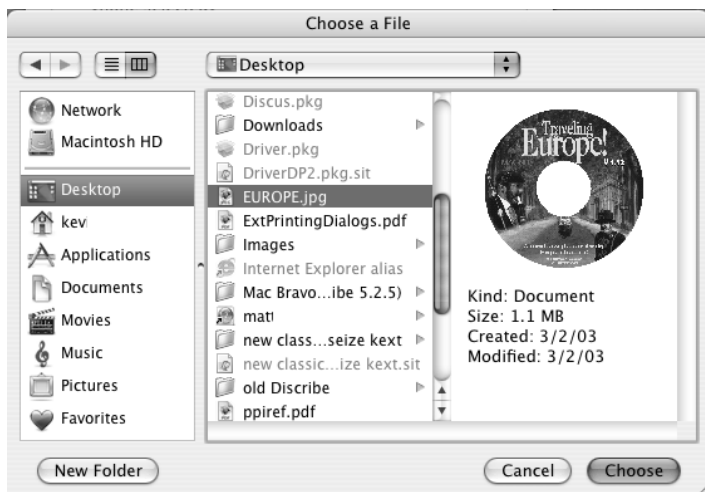 Choose a File
Desktop
Network
Macintosh HD
Desktop
kevi
Applications
Documents
Movies
Music
Pictures
Favorites
Discus.pkg
Downloads
Driver.pkg
DriverDP2.pkg.sit
EUROPE.jpg
ExtPrintingDialogs.pdf
Images
Internet Explorer alias
Mac Bravo...ibe 5.2.5)
matt
new class...seize kext
new classic...ize kext.sit
old Discribe
ppiref.pdf
Traveling
Europe!
Kind: Document
Size: 1.1 MB
Created: 3/2/03
Modified: 3/2/03
New Folder
Cancel
Choose